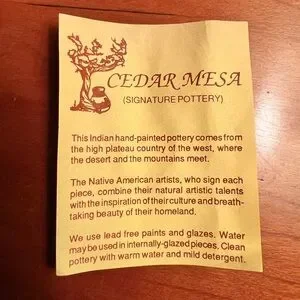 CEDAR MESA
(SIGNATURE POTTERY)
This Indian hand-painted pottery comes from
the high plateau country of the west, where
the desert and the mountains meet.
The Native American artists, who sign each
piece, combine their natural artistic talents
with the inspiration of their culture and breath-
taking beauty of their homeland.
We use lead free paints and glazes. Water
may be used in internally-glazed pieces. Clean
pottery with warm water and mild detergent.